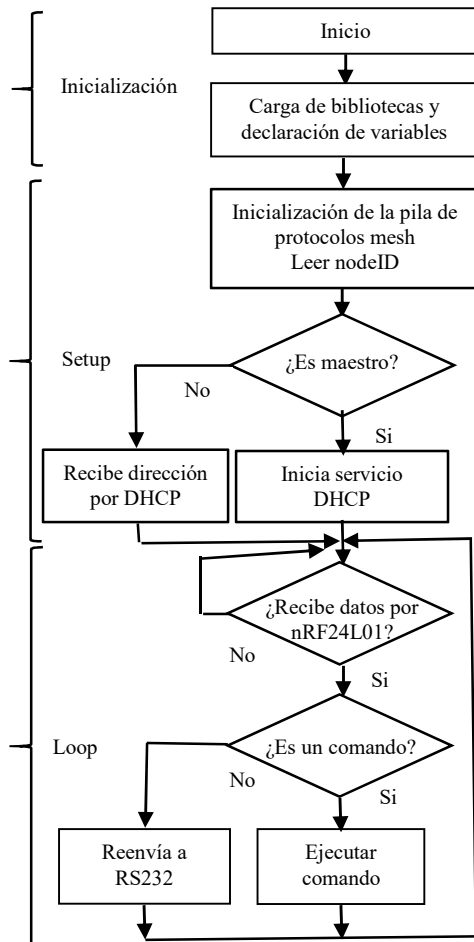 Inicio
Inicialización
Carga de bibliotecas y
declaración de variables
Inicialización de la pila de
protocolos mesh
Leer nodeID
Setup
¿Es maestro?
No
Si
Recibe dirección
por DHCP
Inicia servicio
DHCP
¿Recibe datos por
nRF24L01?
No
Si
Loop
¿Es un comando?
No
Si
Reenvía a
RS232
Ejecutar
comando